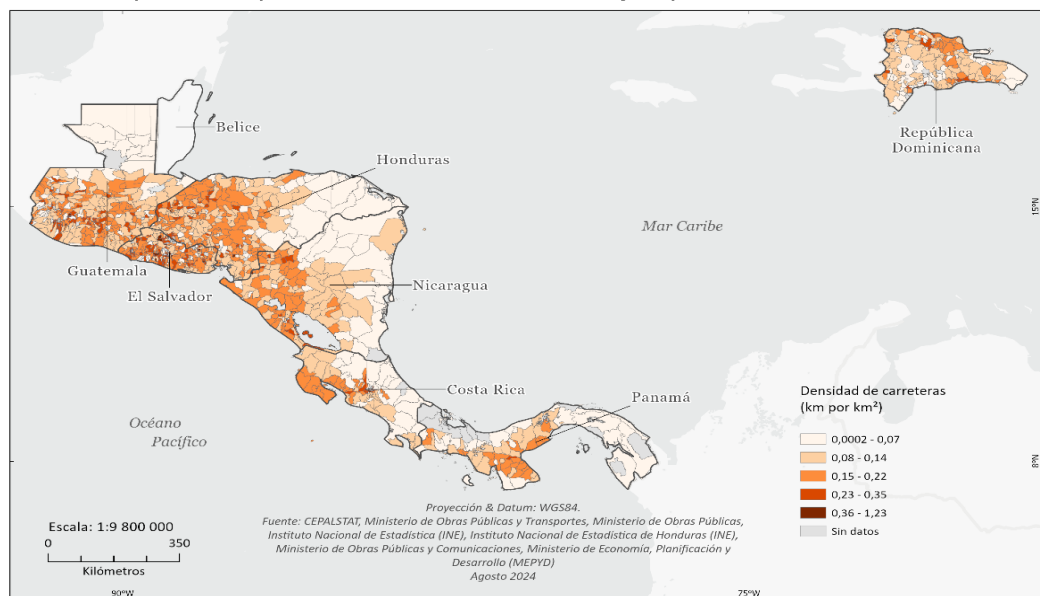 Belice
Honduras
República
Dominicana
Mar Caribe
15°N
Guatemala
El Salvador
Nicaragua
Costa Rica
Panamá
Océano
Pacífico
Densidad de carreteras
(km por km²)
0,0002 - 0,07
0,08 - 0,14
0,15 - 0,22
0,23 - 0,35
0,36 - 1,23
Sin datos
8°N
Proyección & Datum: WGS84.
Fuente: CEPALSTAT, Ministerio de Obras Públicas y Transportes, Ministerio de Obras Públicas,
Instituto Nacional de Estadística (INE), Instituto Nacional de Estadística de Honduras (INE),
Ministerio de Obras Públicas y Comunicaciones, Ministerio de Economía, Planificación y
Desarrollo (MEPYD)
Agosto 2024
Escala: 1:9 800 000
0 350
Kilómetros
90°W
75°W